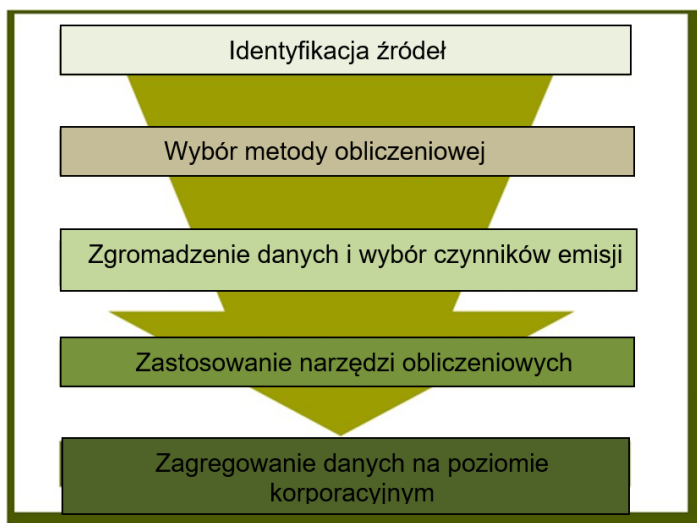 Identyfikacja źródeł
Wybór metody obliczeniowej
Zgromadzenie danych i wybór czynników emisji
Zastosowanie narzędzi obliczeniowych
Zagregowanie danych na poziomie
korporacyjnym